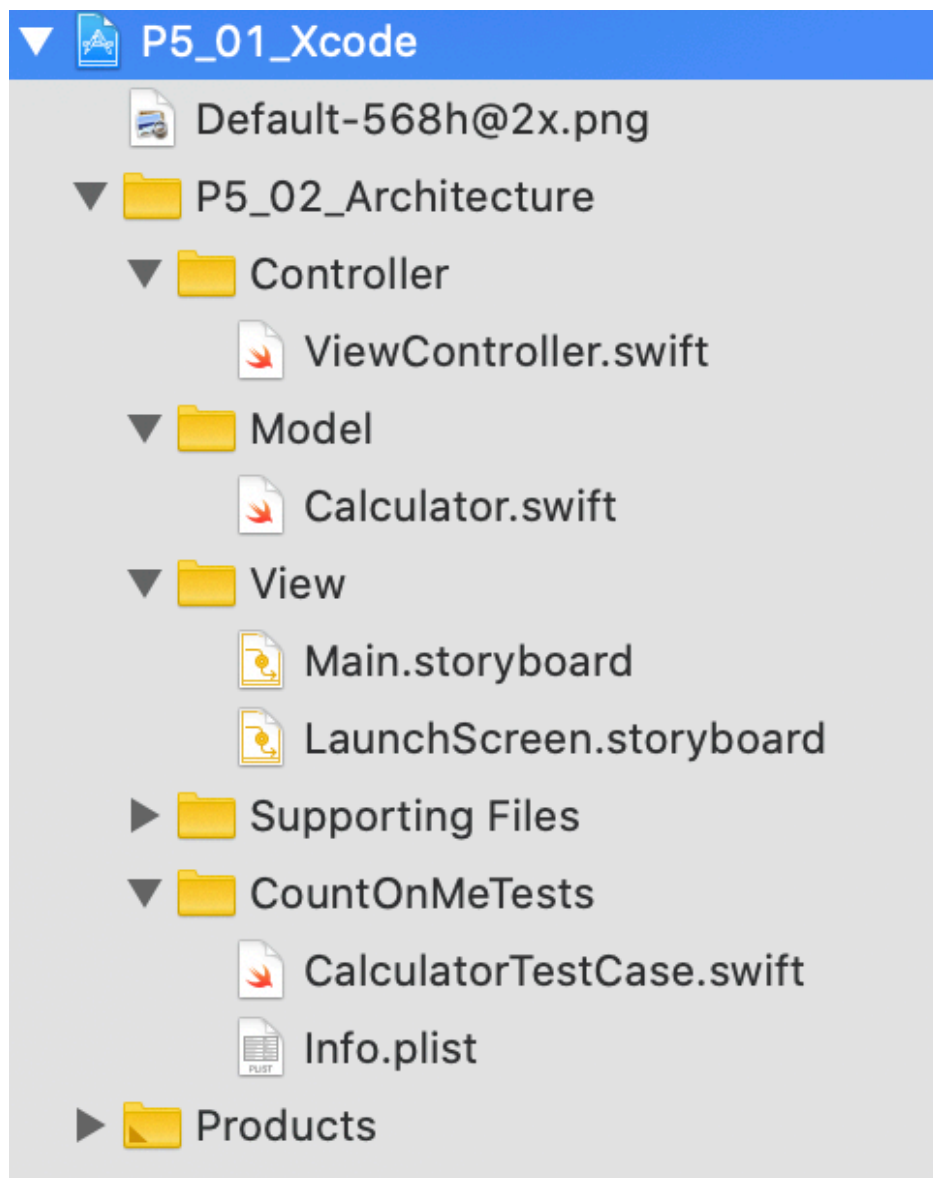 P5_01_Xcode
Default-568h@2x.png
P5_02_Architecture
Controller
ViewController.swift
Model
Calculator.swift
View
Main.storyboard
LaunchScreen.storyboard
Supporting Files
CountOnMeTests
CalculatorTestCase.swift
Info.plist
PLIST
Products